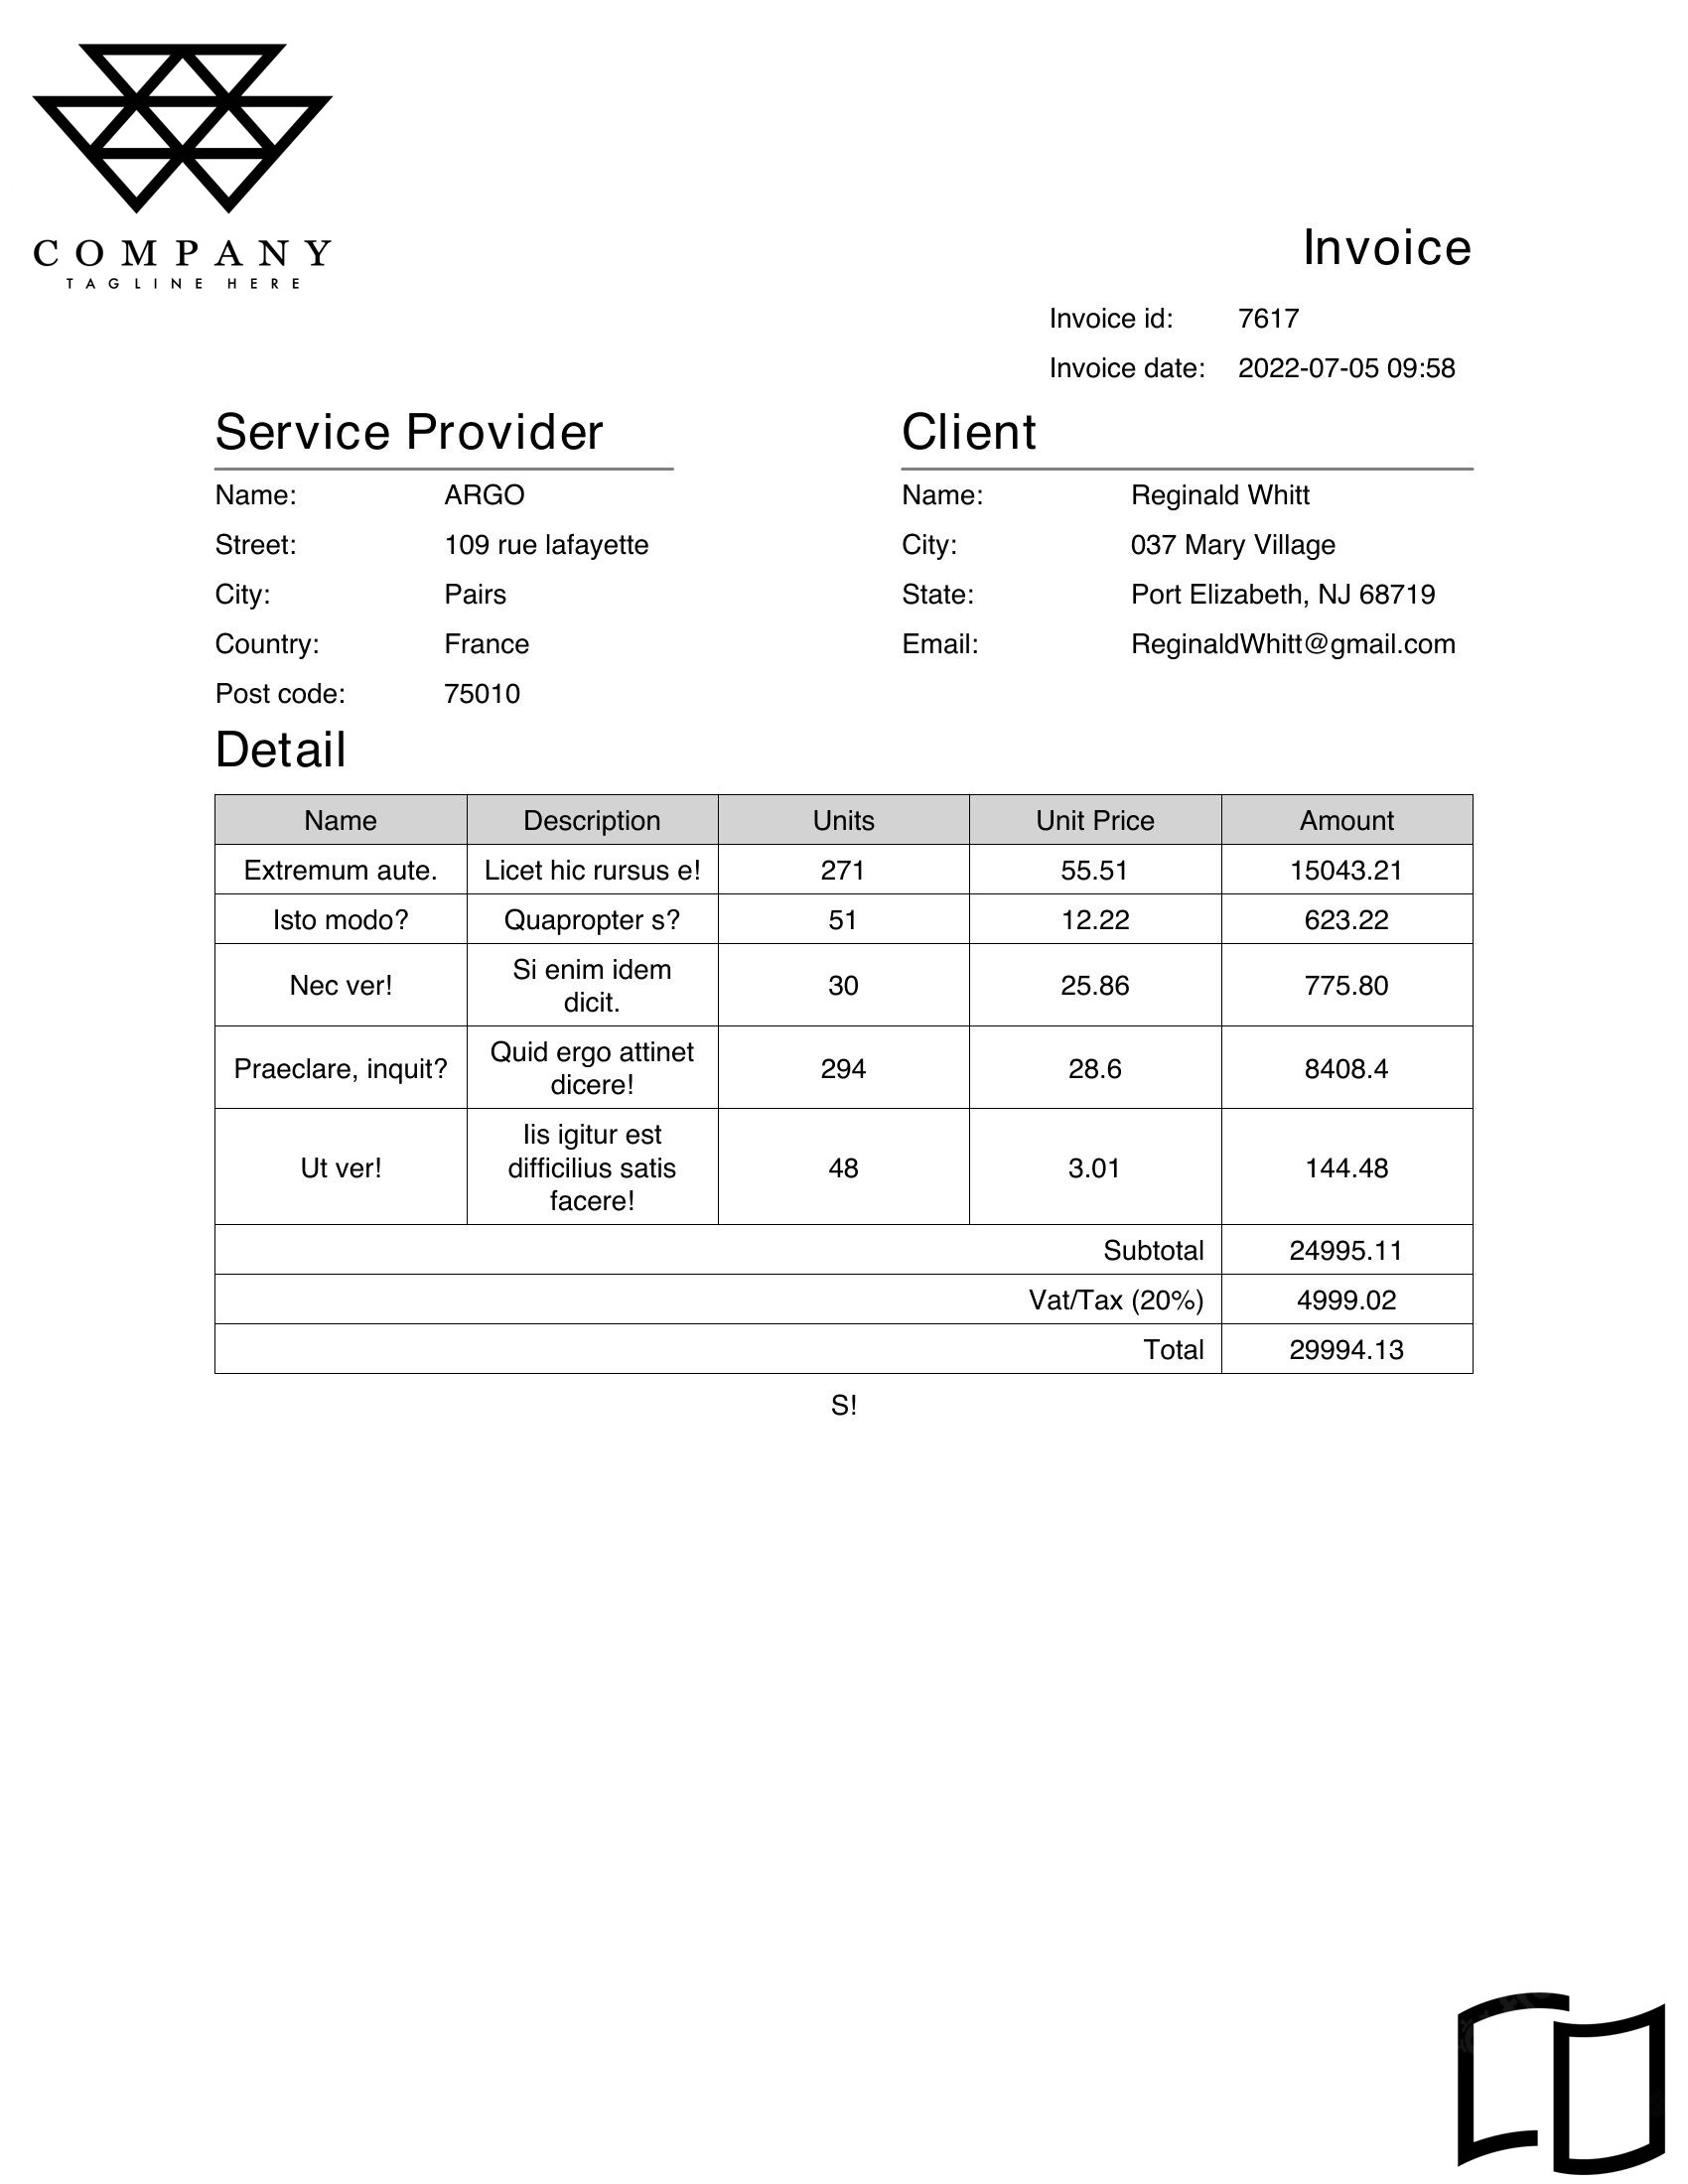 COMPANY
TAGLINE HERE
Invoice
Invoice id: 7617
Invoice date: 2022-07-05 09:58
Service Provider
Name: ARGO
Street: 109 rue lafayette
City: Pairs
Country: France
Post code: 75010
Client
Name: Reginald Whitt
City: 037 Mary Village
State: Port Elizabeth, NJ 68719
Email: ReginaldWhitt@gmail.com
Detail
Name Description Units Unit Price Amount
Extremum aute. Licet hic rursus e! 271 55.51 15043.21
Isto modo? Quapropter s? 51 12.22 623.22
Nec ver! Si enim idem dicit. 30 25.86 775.80
Praeclare, inquit? Quid ergo attinet dicere! 294 28.6 8408.4
Ut ver! Iis igitur est difficilius satis facere! 48 3.01 144.48
Subtotal 24995.11
Vat/Tax (20%) 4999.02
Total 29994.13
S!